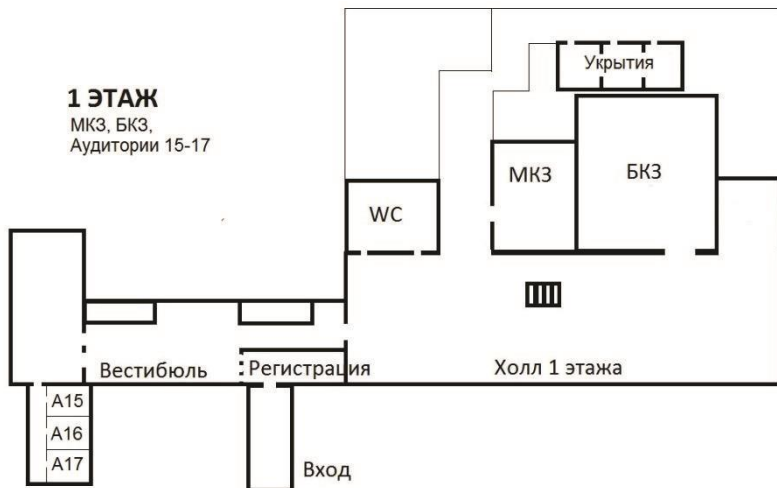 1 ЭТАЖ
МКЗ, БКЗ,
Аудитории 15-17
Укрытия
МКЗ
БКЗ
WC
Вестибюль
Регистрация
Холл 1 этажа
А15
А16
А17
Вход